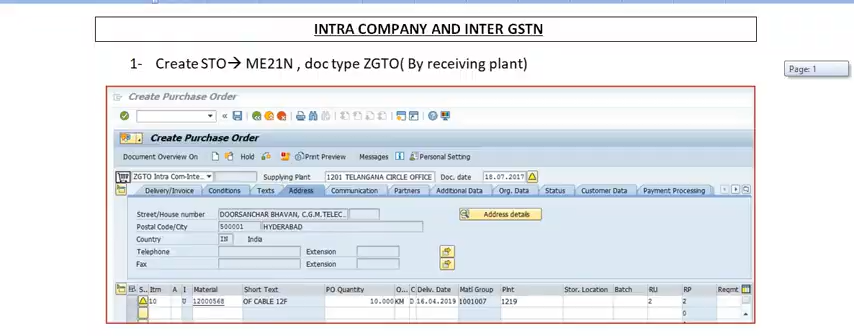 INTRA COMPANY AND INTER GSTN
1- Create STO→ ME21N , doc type ZGTO( By receiving plant)
Page: 1
Create Purchase Order
Create Purchase Order
Document Overview On Hold Print Preview Messages Personal Setting
ZGTO Intra Com-Inte... Supplying Plant 1201 TELANGANA CIRCLE OFFICE Doc. date 18.07.2017
Delivery/Invoice Conditions Texts Address Communication Partners Additional Data Org. Data Status Customer Data Payment Processing
Street/House number DOORSANCHAR BHAVAN, C.G.M.TELEC... Address details
Postal Code/City 500001 HYDERABAD
Country IN India
Telephone Extension
Fax Extension
S.. Itm A I Material Short Text PO Quantity O... C Deliv. Date Matl Group Plnt Stor. Location Batch RU RP Reqmt
10 U 12000568 OF CABLE 12F 10.000 KM D 16.04.2019 1001007 1219 2 2
0